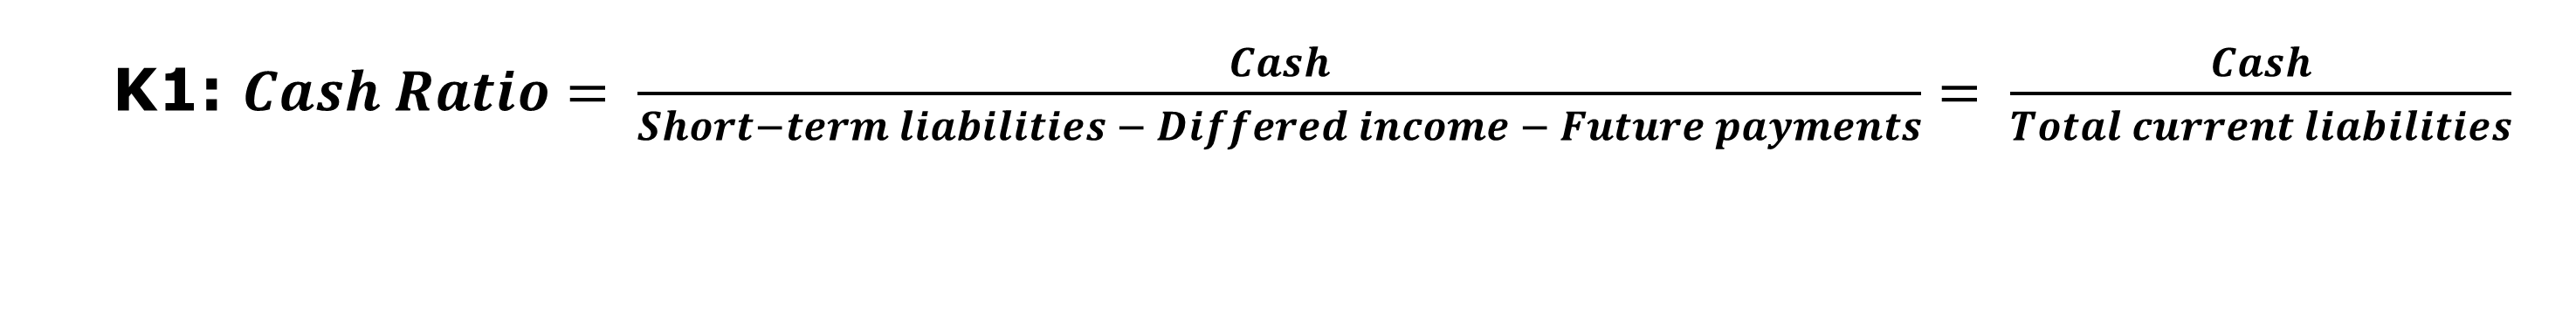 K1: Cash Ratio = Cash / Short−term liabilities − Differed income − Future payments = Cash / Total current liabilities